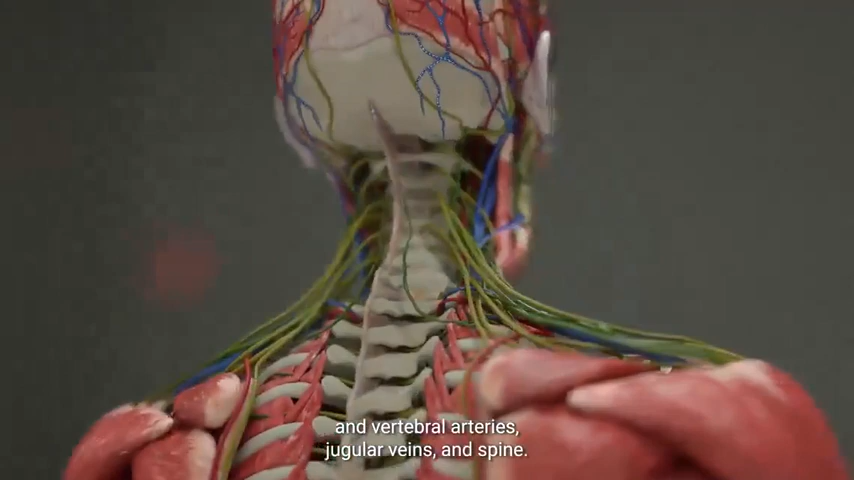 and vertebral arteries,
jugular veins, and spine.